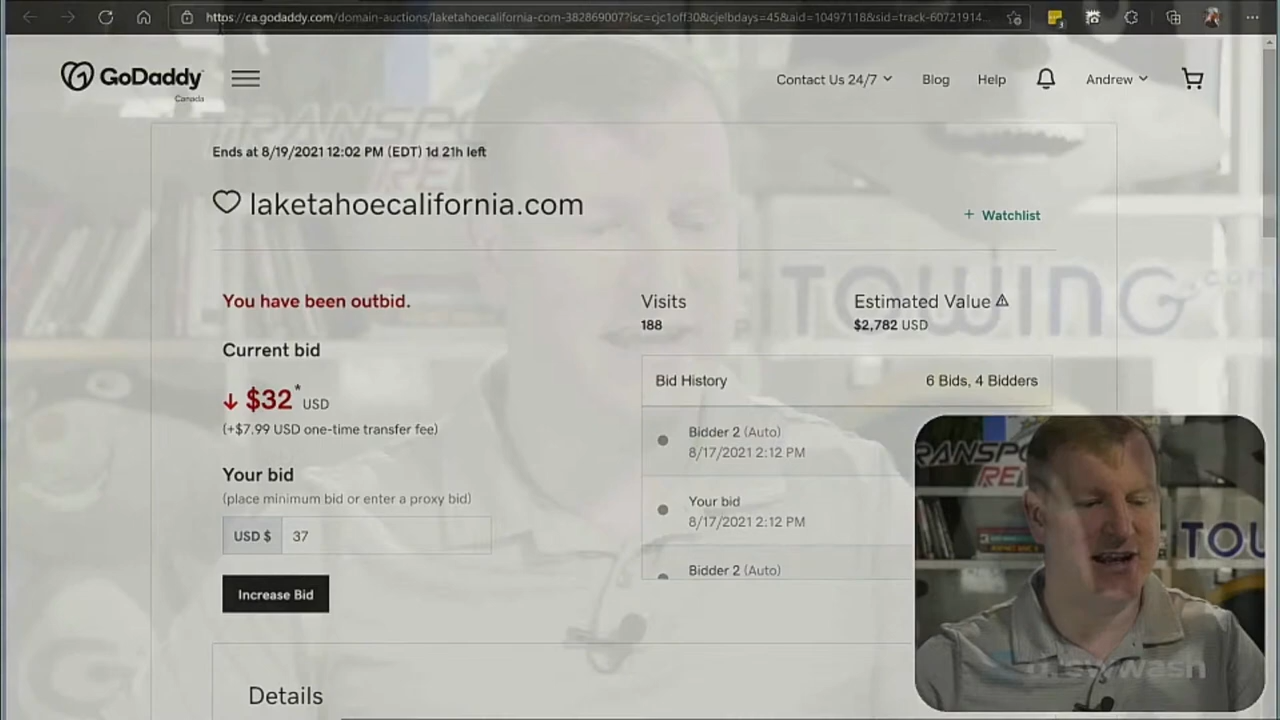 https://ca.godaddy.com/domain-auctions/laketahoecalifornia-com-382869007?isc=cjc1off30&cjelbdays=45&aid=10497118&sid=track-60721914...
GoDaddy
Canada
Contact Us 24/7
Blog
Help
Andrew
Ends at 8/19/2021 12:02 PM (EDT) 1d 21h left
laketahoecalifornia.com
+ Watchlist
You have been outbid.
Visits
188
Estimated Value
$2,782 USD
Current bid
$32* USD
(+$7.99 USD one-time transfer fee)
Bid History
6 Bids, 4 Bidders
Bidder 2 (Auto)
8/17/2021 2:12 PM
Your bid
(place minimum bid or enter a proxy bid)
USD $ 37
Your bid
8/17/2021 2:12 PM
Bidder 2 (Auto)
Increase Bid
Details
TOWING.com
TRANSPO
RE
TOU